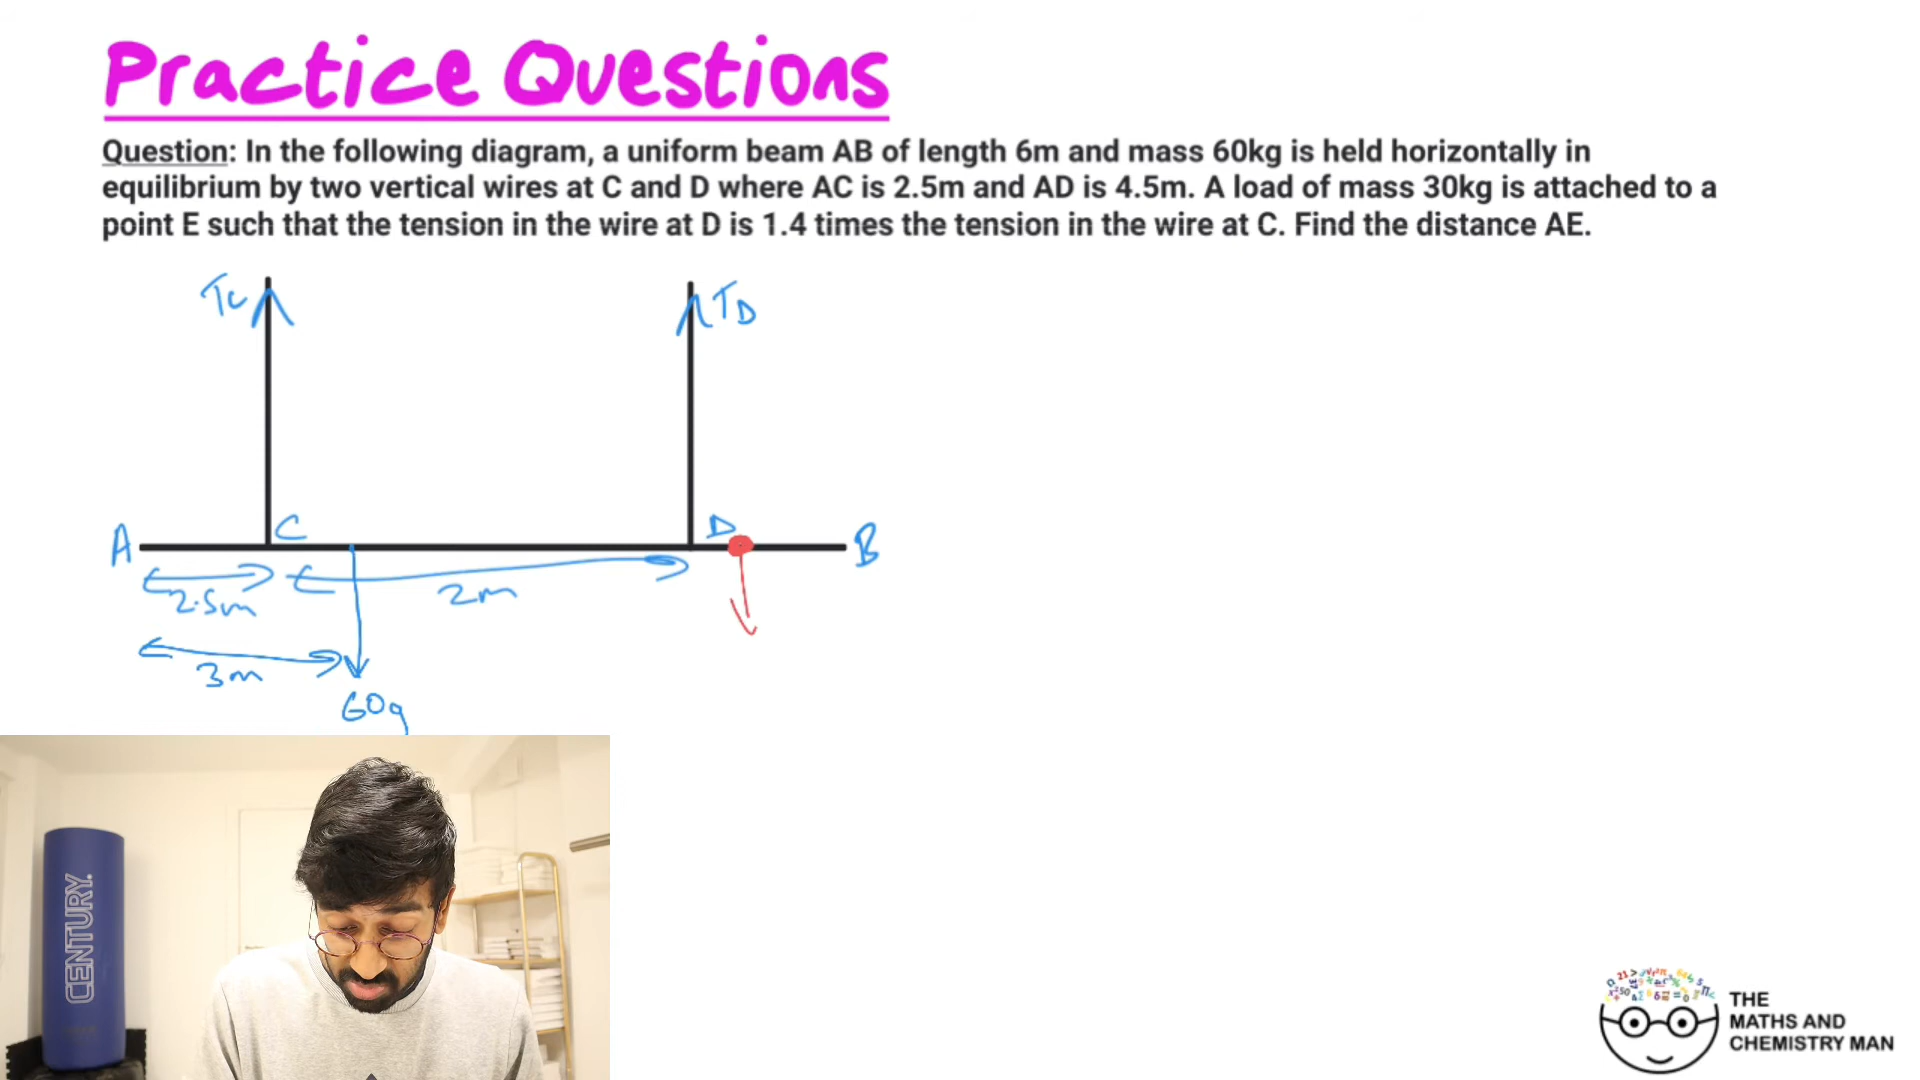 Practice Questions
Question: In the following diagram, a uniform beam AB of length 6m and mass 60kg is held horizontally in
equilibrium by two vertical wires at C and D where AC is 2.5m and AD is 4.5m. A load of mass 30kg is attached to a
point E such that the tension in the wire at D is 1.4 times the tension in the wire at C. Find the distance AE.
Tc
TD
A
C
D
B
2.5m
2m
3m
60g
CENTURY.
THE
MATHS AND
CHEMISTRY MAN